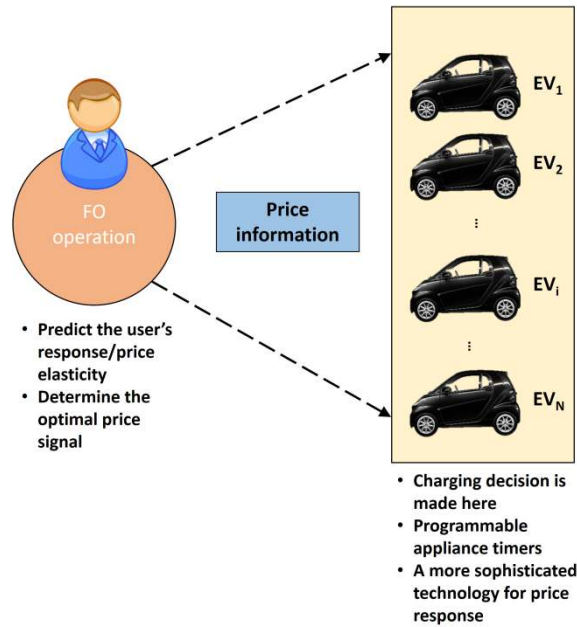 FO
operation
Price
information
• Predict the user's
response/price
elasticity
• Determine the
optimal price
signal
EV₁
EV₂
...
EVᵢ
...
EV_N
• Charging decision is
made here
• Programmable
appliance timers
• A more sophisticated
technology for price
response